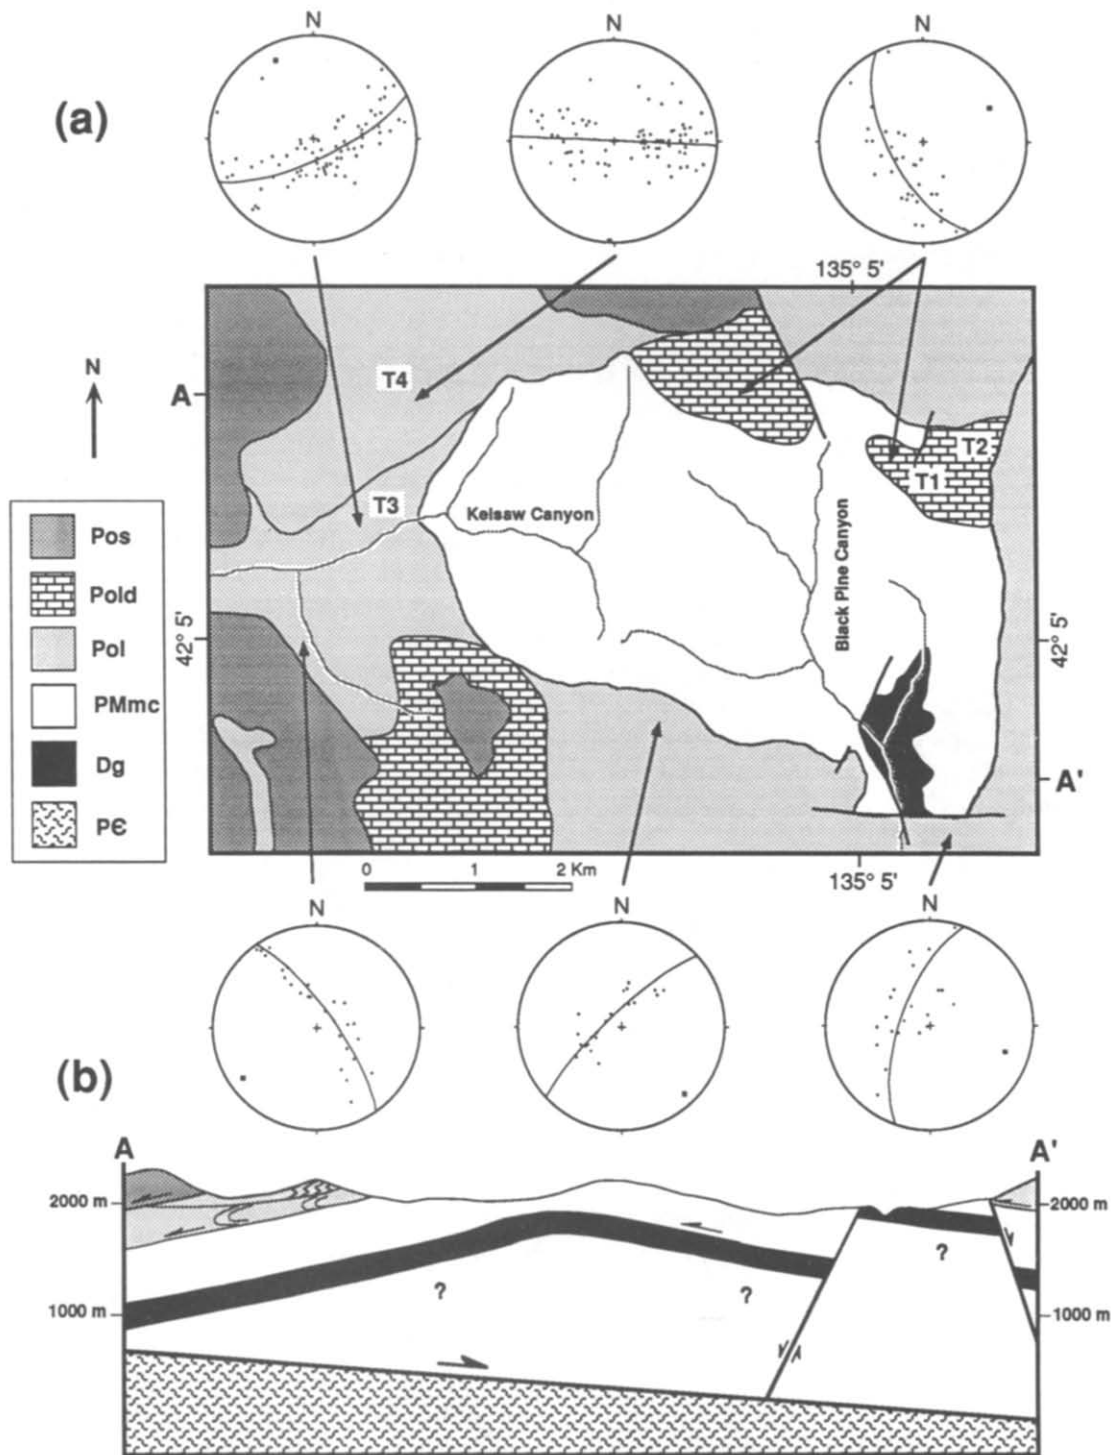 N
N
N
(a)
135° 5'
N
A
T4
T2
T1
T3
Kelsaw Canyon
Black Pine Canyon
Pos
Pold
Pol
PMmc
Dg
P€
42° 5'
42° 5'
A'
0 1 2 Km
135° 5'
N
N
N
(b)
A
A'
2000 m
2000 m
?
?
?
1000 m
1000 m